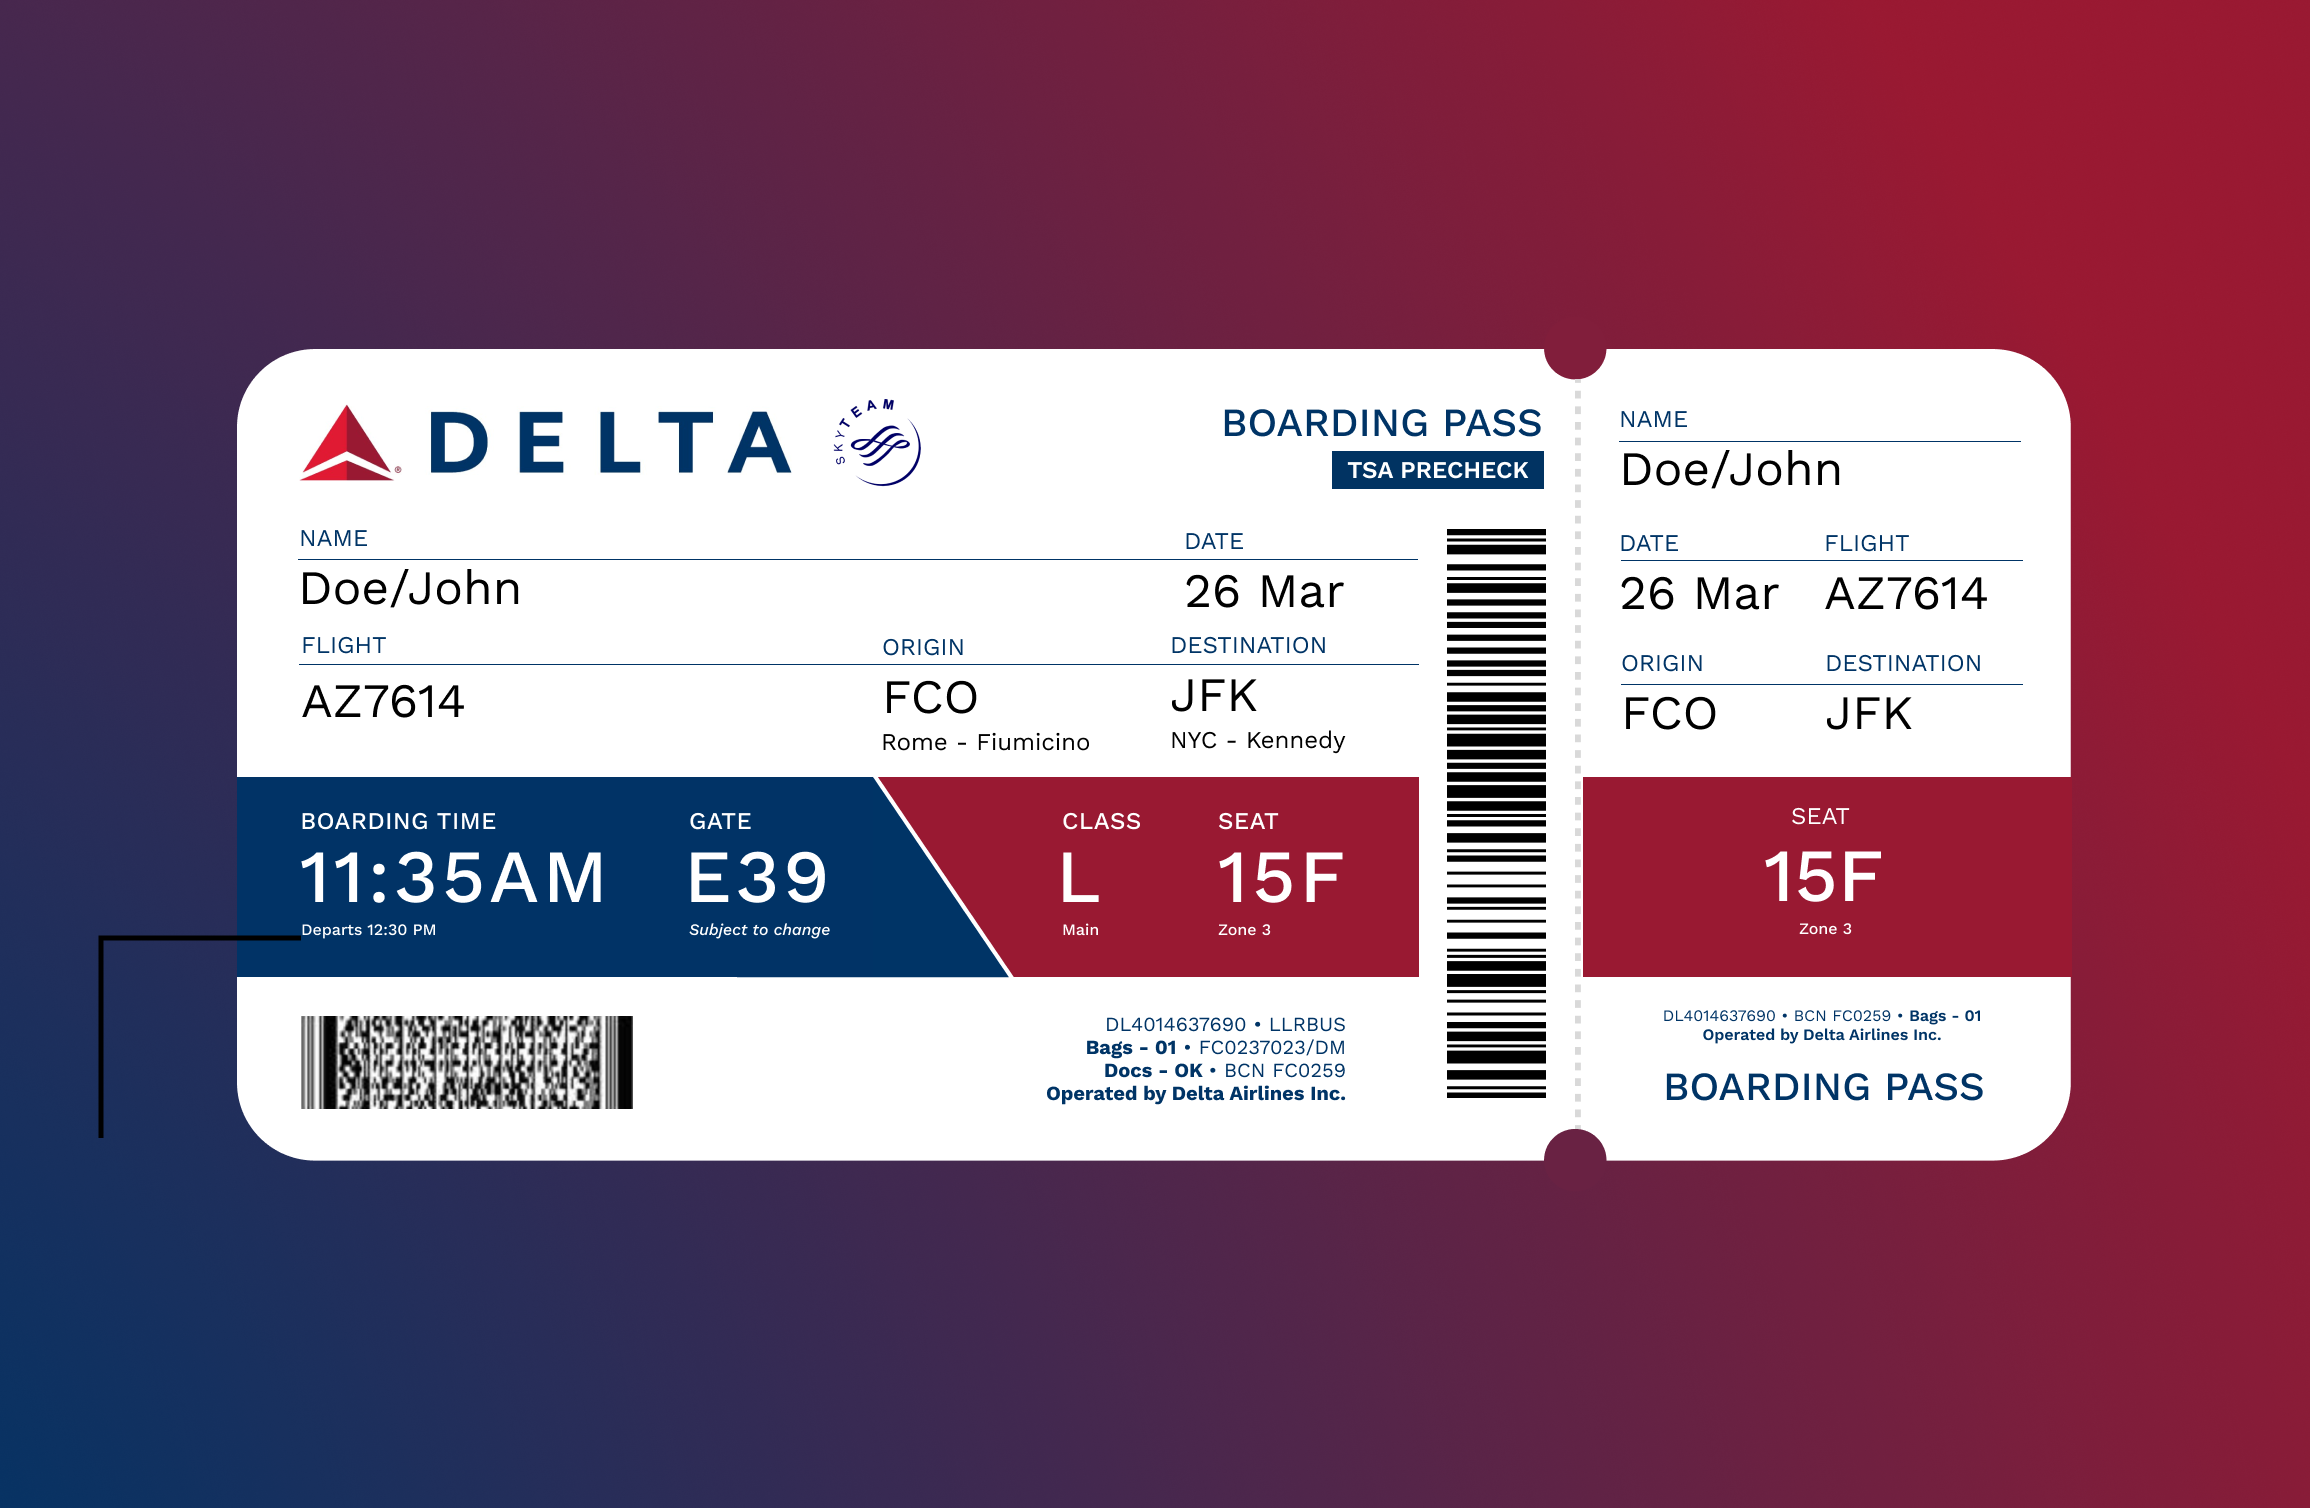 DELTA
SKYTEAM
BOARDING PASS
TSA PRECHECK
NAME DATE
Doe/John 26 Mar
FLIGHT ORIGIN DESTINATION
AZ7614 FCO JFK
Rome - Fiumicino NYC - Kennedy
BOARDING TIME GATE CLASS SEAT
11:35AM E39 L 15F
Departs 12:30 PM Subject to change Main Zone 3
DL4014637690 • LLRBUS
Bags - 01 • FC0237023/DM
Docs - OK • BCN FC0259
Operated by Delta Airlines Inc.
NAME
Doe/John
DATE FLIGHT
26 Mar AZ7614
ORIGIN DESTINATION
FCO JFK
SEAT
15F
Zone 3
DL4014637690 • BCN FC0259 • Bags - 01
Operated by Delta Airlines Inc.
BOARDING PASS